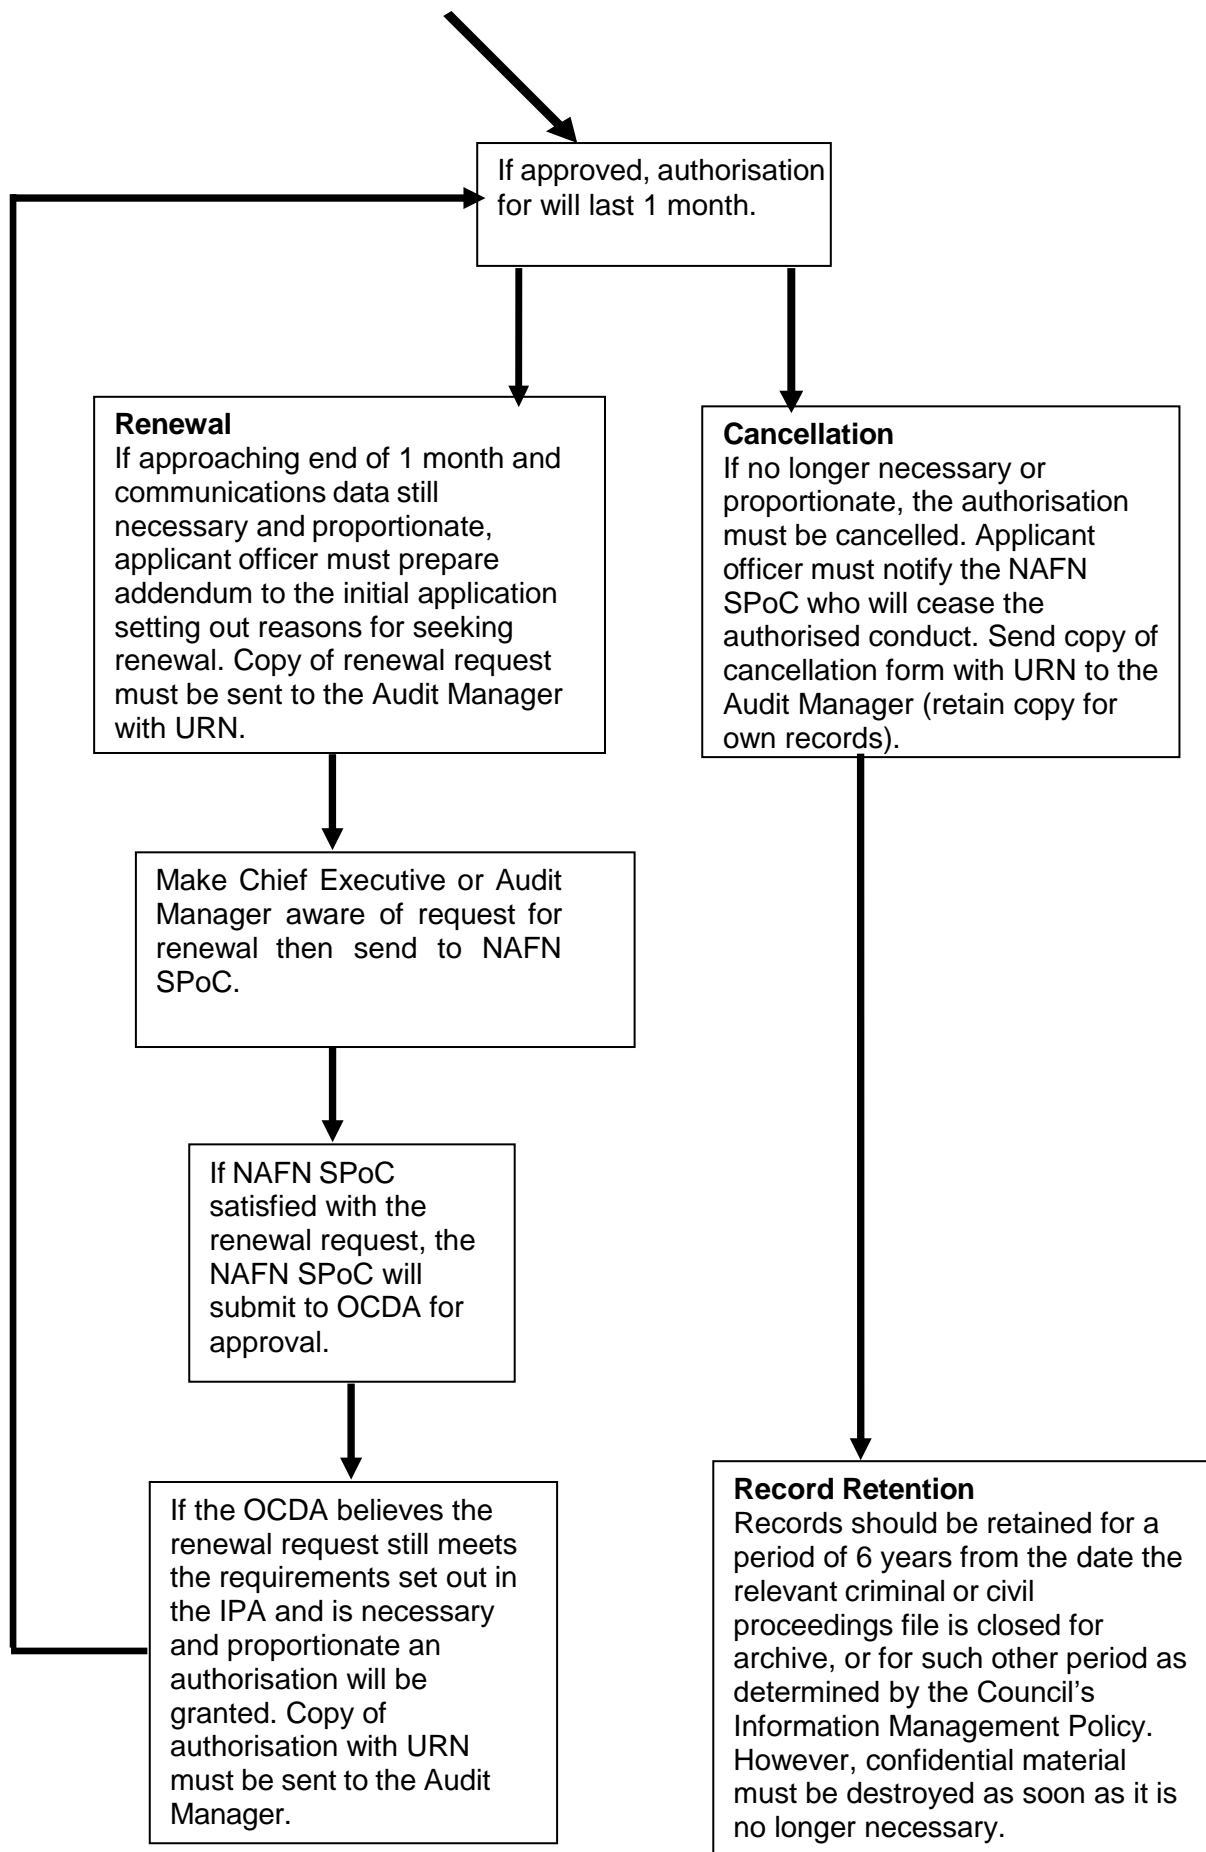 If approved, authorisation
for will last 1 month.
Renewal
If approaching end of 1 month and
communications data still
necessary and proportionate,
applicant officer must prepare
addendum to the initial application
setting out reasons for seeking
renewal. Copy of renewal request
must be sent to the Audit Manager
with URN.
Cancellation
If no longer necessary or
proportionate, the authorisation
must be cancelled. Applicant
officer must notify the NAFN
SPoC who will cease the
authorised conduct. Send copy of
cancellation form with URN to the
Audit Manager (retain copy for
own records).
Make Chief Executive or Audit
Manager aware of request for
renewal then send to NAFN
SPoC.
If NAFN SPoC
satisfied with the
renewal request, the
NAFN SPoC will
submit to OCDA for
approval.
If the OCDA believes the
renewal request still meets
the requirements set out in
the IPA and is necessary
and proportionate an
authorisation will be
granted. Copy of
authorisation with URN
must be sent to the Audit
Manager.
Record Retention
Records should be retained for a
period of 6 years from the date the
relevant criminal or civil
proceedings file is closed for
archive, or for such other period as
determined by the Council’s
Information Management Policy.
However, confidential material
must be destroyed as soon as it is
no longer necessary.